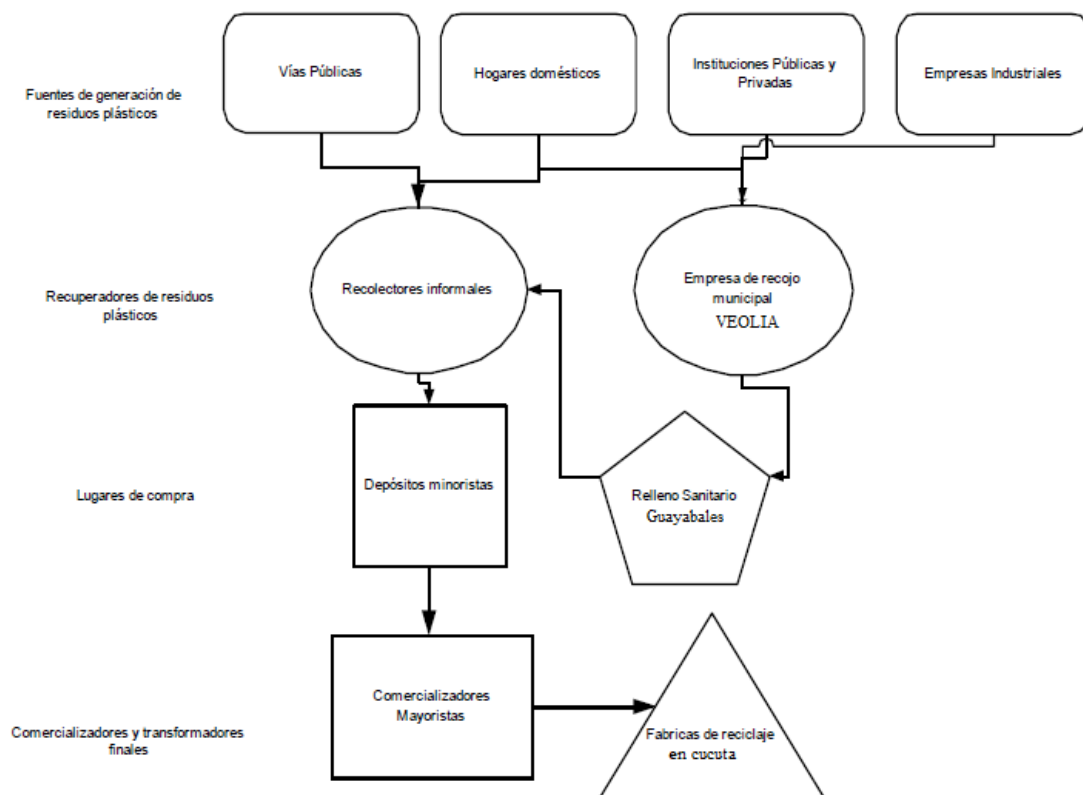 Vías Públicas
Hogares domésticos
Instituciones Públicas y
Privadas
Empresas Industriales
Fuentes de generación de
residuos plásticos
Recuperadores de residuos
plásticos
Recolectores informales
Empresa de recojo
municipal
VEOLIA
Lugares de compra
Depósitos minoristas
Relleno Sanitario
Guayabales
Comercializadores y transformadores
finales
Comercializadores
Mayoristas
Fabricas de reciclaje
en cucuta